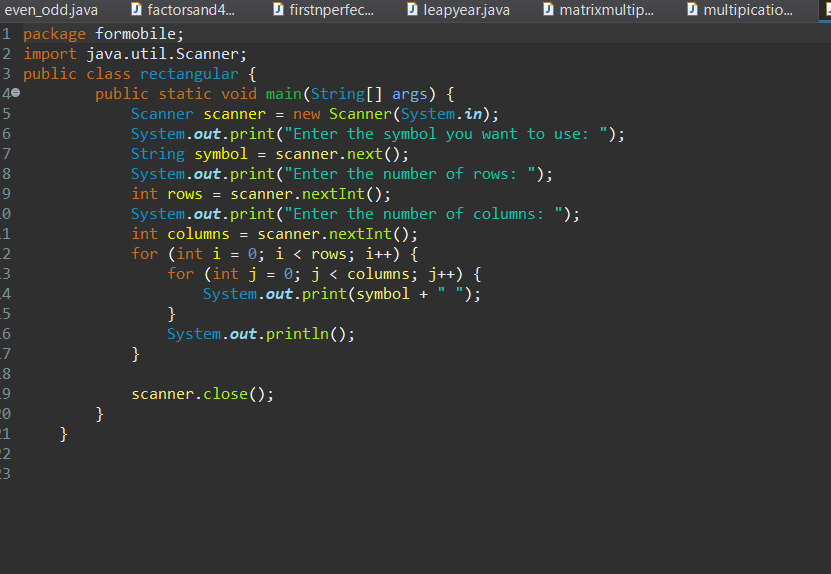 even_odd.java factorsand4... firstnperfec... leapyear.java matrixmultip... multipicatio...
1 package formobile;
2 import java.util.Scanner;
3 public class rectangular {
4 public static void main(String[] args) {
5 Scanner scanner = new Scanner(System.in);
6 System.out.print("Enter the symbol you want to use: ");
7 String symbol = scanner.next();
8 System.out.print("Enter the number of rows: ");
9 int rows = scanner.nextInt();
.0 System.out.print("Enter the number of columns: ");
.1 int columns = scanner.nextInt();
.2 for (int i = 0; i < rows; i++) {
.3 for (int j = 0; j < columns; j++) {
.4 System.out.print(symbol + " ");
.5 }
.6 System.out.println();
.7 }
.8
.9 scanner.close();
20 }
21 }
22
23